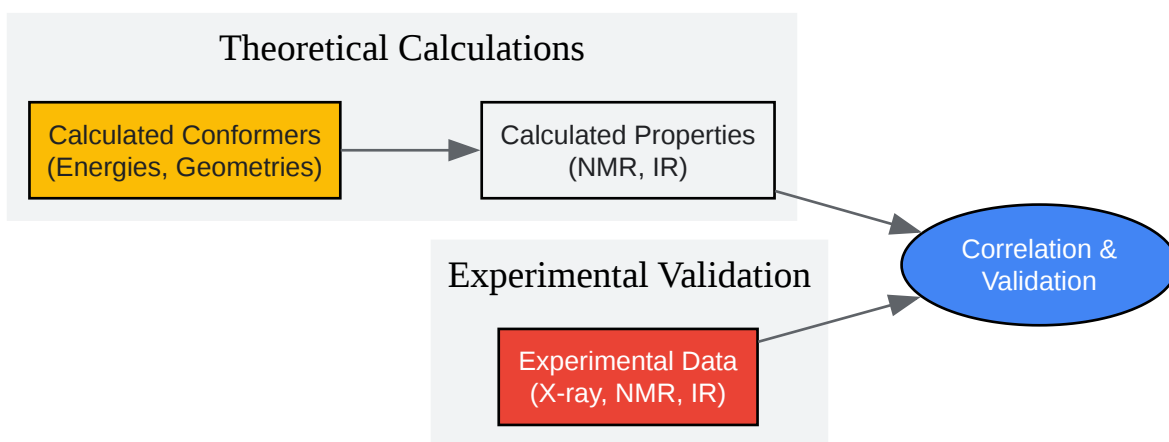 Theoretical Calculations
Calculated Conformers
(Energies, Geometries)
Calculated Properties
(NMR, IR)
Correlation &
Validation
Experimental Validation
Experimental Data
(X-ray, NMR, IR)